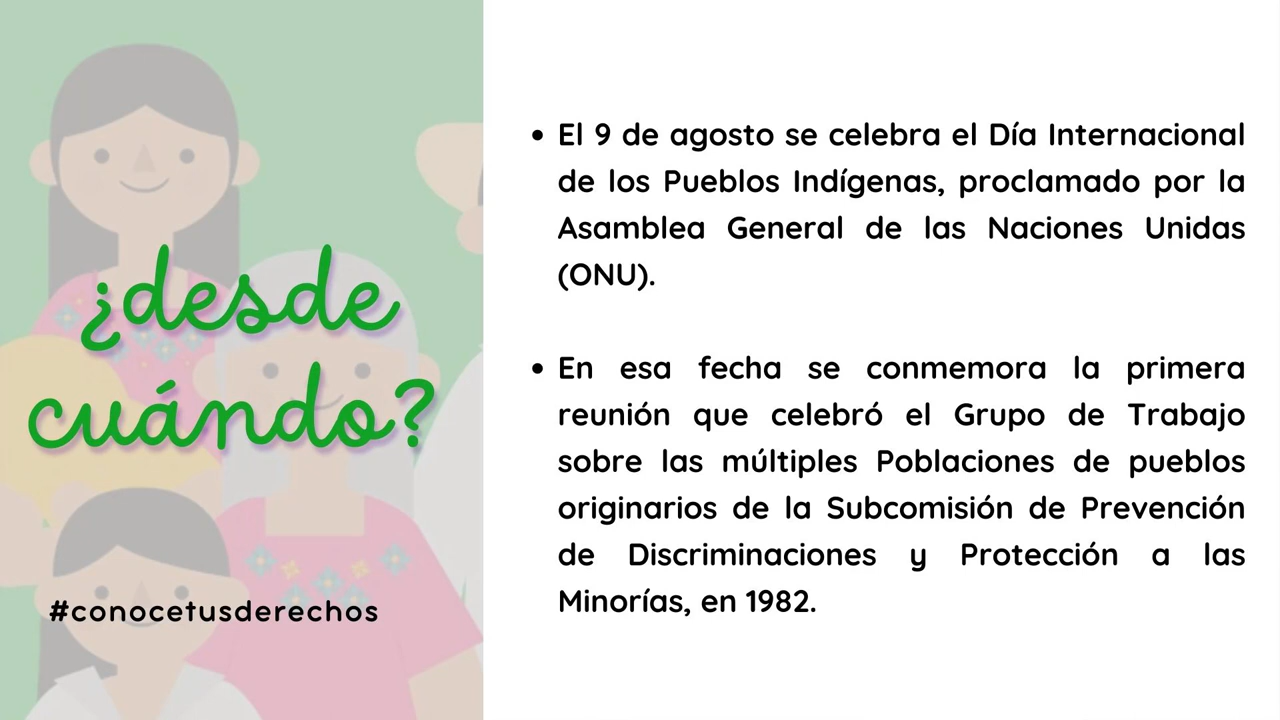 ¿desde
cuándo?
#conocetusderechos
• El 9 de agosto se celebra el Día Internacional
de los Pueblos Indígenas, proclamado por la
Asamblea General de las Naciones Unidas
(ONU).
• En esa fecha se conmemora la primera
reunión que celebró el Grupo de Trabajo
sobre las múltiples Poblaciones de pueblos
originarios de la Subcomisión de Prevención
de Discriminaciones y Protección a las
Minorías, en 1982.